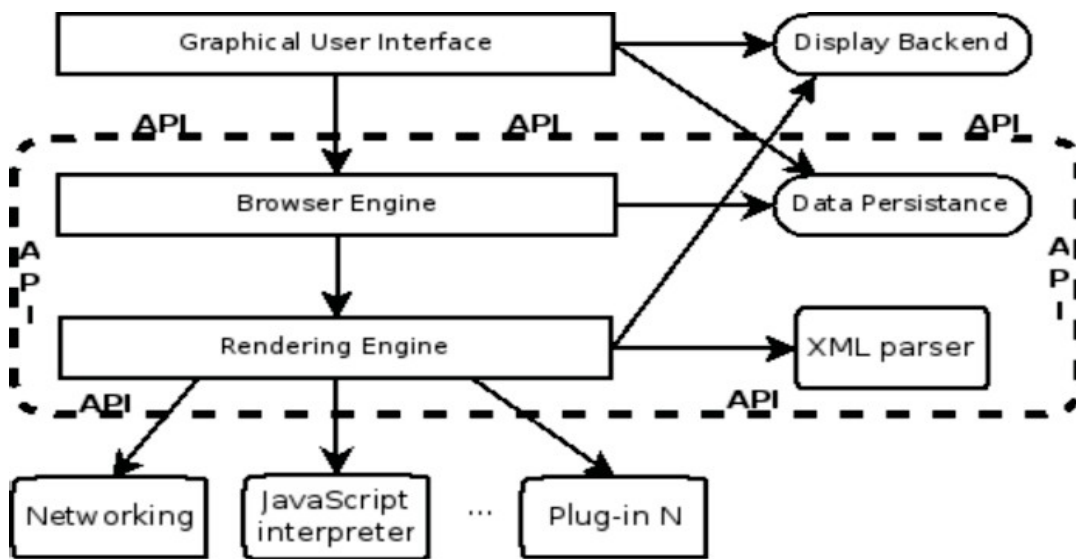 Graphical User Interface
Display Backend
API
API
API
Browser Engine
Data Persistance
A
P
I
A
P
I
Rendering Engine
XML parser
API
API
Networking
JavaScript
interpreter
...
Plug-in N